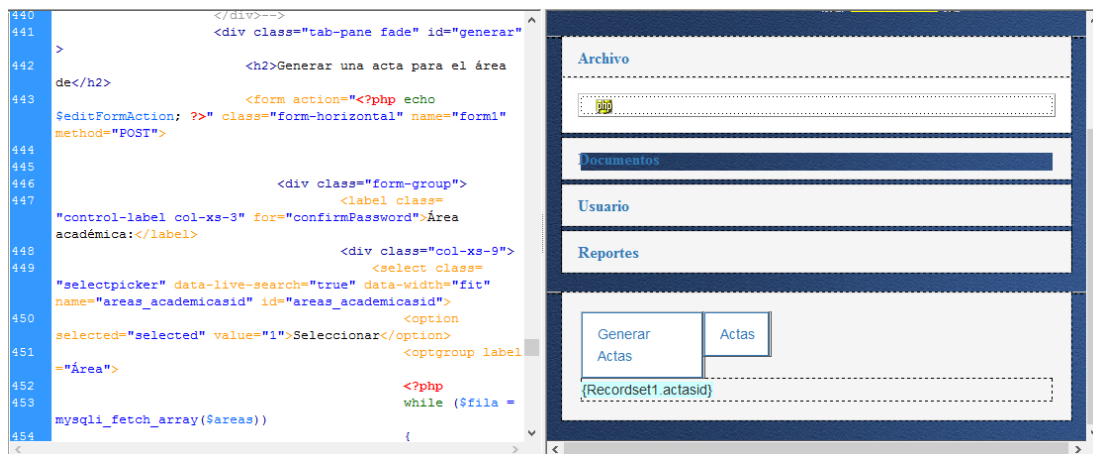 440 </div>-->
441 <div class="tab-pane fade" id="generar"
>
442 <h2>Generar una acta para el área
de</h2>
443 <form action="<?php echo
$editFormAction; ?>" class="form-horizontal" name="form1"
method="POST">
444
445
446 <div class="form-group">
447 <label class=
"control-label col-xs-3" for="confirmPassword">Área
académica:</label>
448 <div class="col-xs-9">
449 <select class=
"selectpicker" data-live-search="true" data-width="fit"
name="areas_academicasid" id="areas_academicasid">
450 <option
selected="selected" value="1">Seleccionar</option>
451 <optgroup label
="Área">
452 <?php
453 while ($fila =
mysqli_fetch_array($areas))
454 {
Archivo
php
Documentos
Usuario
Reportes
Generar
Actas
Actas
{Recordset1.actasid}